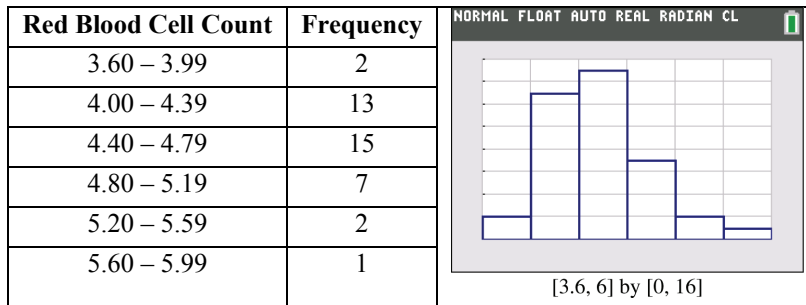 Red Blood Cell Count Frequency
3.60 – 3.99 2
4.00 – 4.39 13
4.40 – 4.79 15
4.80 – 5.19 7
5.20 – 5.59 2
5.60 – 5.99 1
NORMAL FLOAT AUTO REAL RADIAN CL
[3.6, 6] by [0, 16]